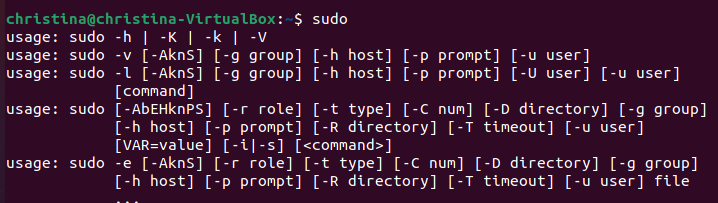 christina@christina-VirtualBox:~$ sudo
usage: sudo -h | -K | -k | -V
usage: sudo -v [-AknS] [-g group] [-h host] [-p prompt] [-u user]
usage: sudo -l [-AknS] [-g group] [-h host] [-p prompt] [-U user] [-u user]
            [command]
usage: sudo [-AbEHknPS] [-r role] [-t type] [-C num] [-D directory] [-g group]
            [-h host] [-p prompt] [-R directory] [-T timeout] [-u user]
            [VAR=value] [-i|-s] [<command>]
usage: sudo -e [-AknS] [-r role] [-t type] [-C num] [-D directory] [-g group]
            [-h host] [-p prompt] [-R directory] [-T timeout] [-u user] file
            ...